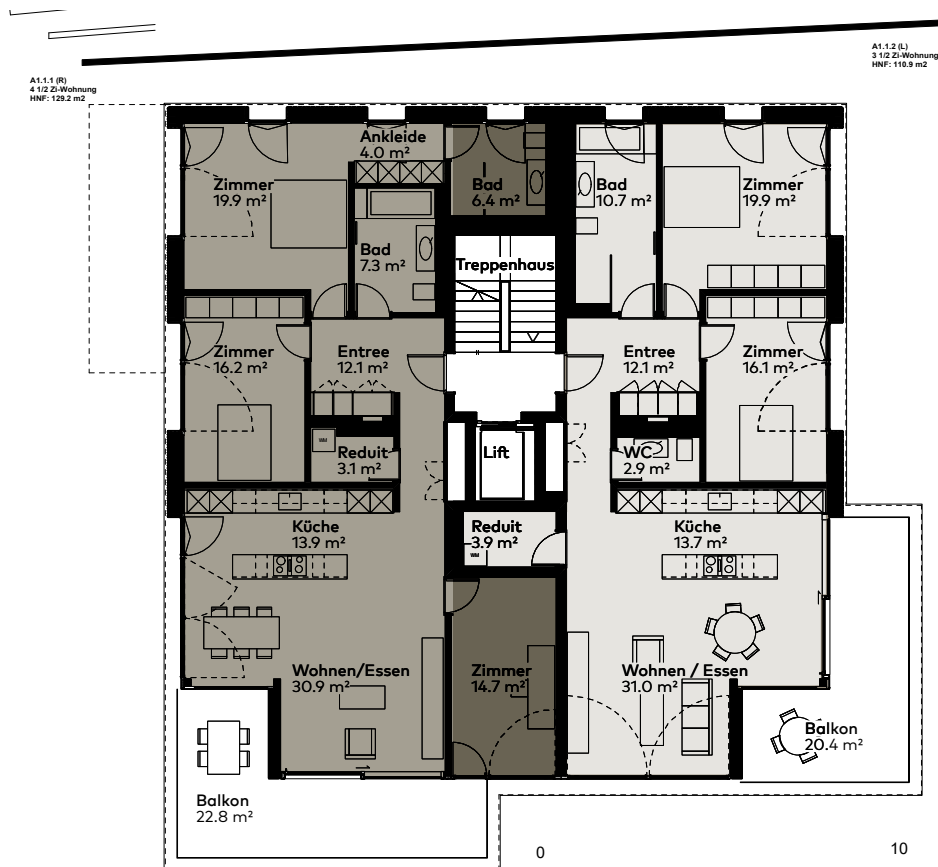 A1.1.1 (R)
4 1/2 Zi-Wohnung
HNF: 129.2 m2
A1.1.2 (L)
3 1/2 Zi-Wohnung
HNF: 110.9 m2
Ankleide
4.0 m²
Zimmer
19.9 m²
Bad
6.4 m²
Bad
10.7 m²
Zimmer
19.9 m²
Bad
7.3 m²
Treppenhaus
Zimmer
16.2 m²
Entree
12.1 m²
Entree
12.1 m²
Zimmer
16.1 m²
WM
Reduit
3.1 m²
Lift
WC
2.9 m²
Küche
13.9 m²
Reduit
3.9 m²
WM
Küche
13.7 m²
Wohnen/Essen
30.9 m²
Zimmer
14.7 m²
Wohnen / Essen
31.0 m²
Balkon
20.4 m²
Balkon
22.8 m²
0
10